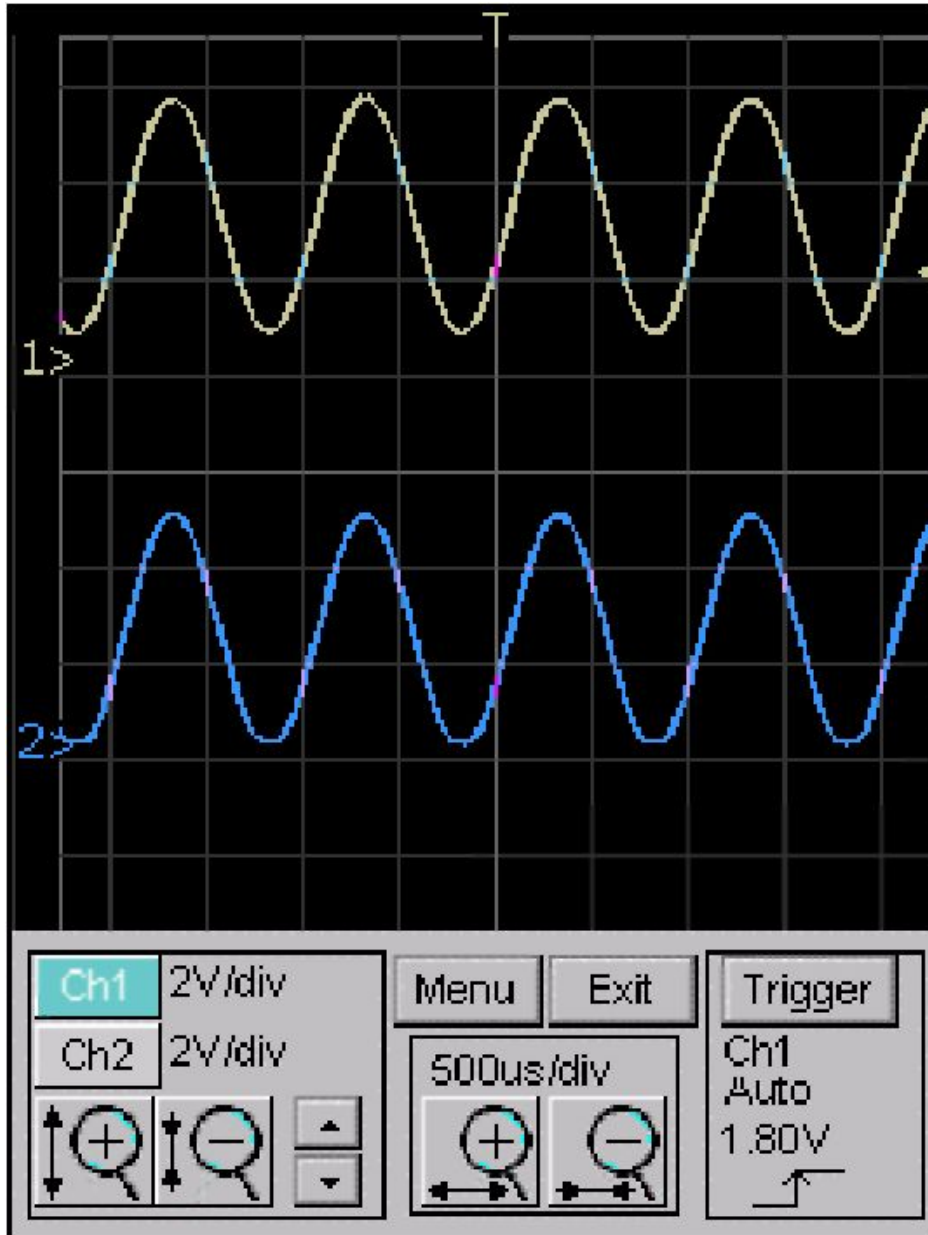 T
1>
2>
Ch1 2V/div
Ch2 2V/div
Menu Exit
500us/div
Trigger
Ch1
Auto
1.80V